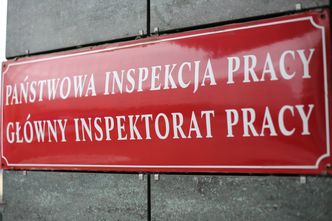 PAŃSTWOWA INSPEKCJA PRACY
GŁÓWNY INSPEKTORAT PRACY